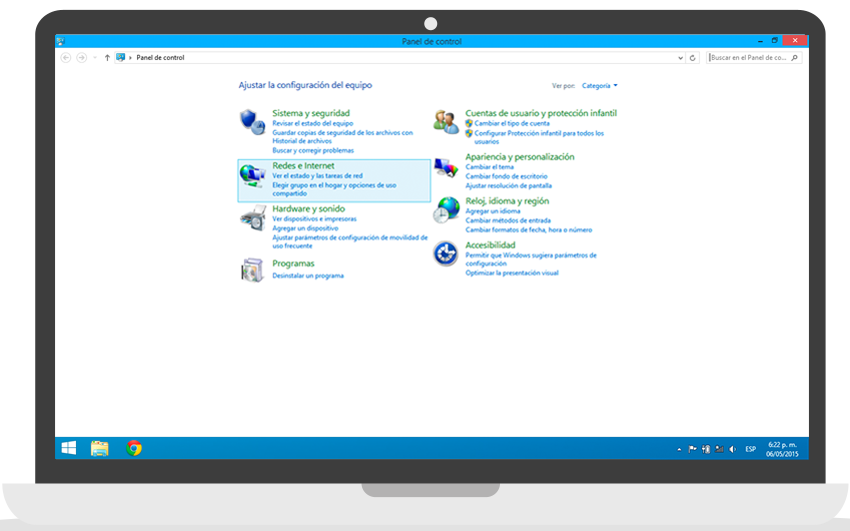 Panel de control
Panel de control
Buscar en el Panel de co...
Ajustar la configuración del equipo
Ver por: Categoría
Sistema y seguridad
Revisar el estado del equipo
Guardar copias de seguridad de los archivos con
Historial de archivos
Buscar y corregir problemas
Redes e Internet
Ver el estado y las tareas de red
Elegir grupo en el hogar y opciones de uso
compartido
Hardware y sonido
Ver dispositivos e impresoras
Agregar un dispositivo
Ajustar parámetros de configuración de movilidad de
uso frecuente
Programas
Desinstalar un programa
Cuentas de usuario y protección infantil
Cambiar el tipo de cuenta
Configurar Protección infantil para todos los
usuarios
Apariencia y personalización
Cambiar el tema
Cambiar fondo de escritorio
Ajustar resolución de pantalla
Reloj, idioma y región
Agregar un idioma
Cambiar métodos de entrada
Cambiar formatos de fecha, hora o número
Accesibilidad
Permitir que Windows sugiera parámetros de
configuración
Optimizar la presentación visual
ESP
6:22 p. m.
06/05/2015